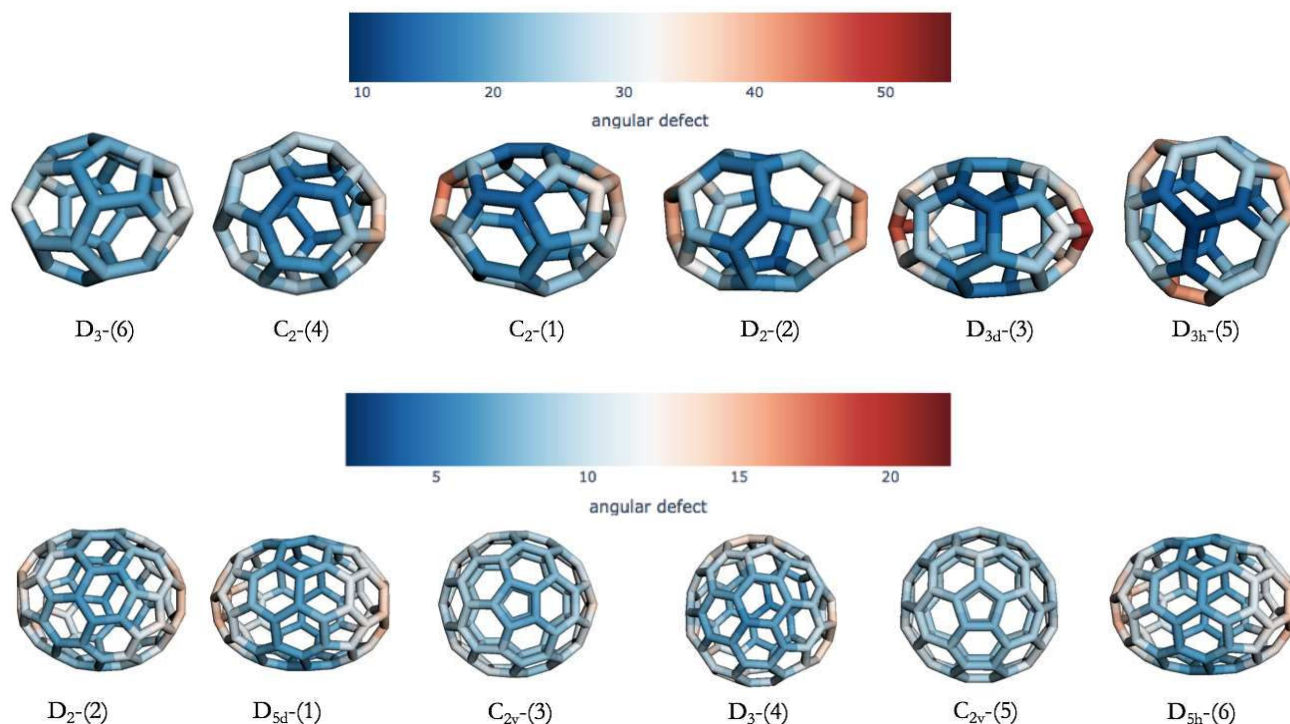 10 20 30 40 50
angular defect
D₃-(6) C₂-(4) C₂-(1) D₂-(2) D₃d-(3) D₃h-(5)
5 10 15 20
angular defect
D₂-(2) D₅d-(1) C₂v-(3) D₃-(4) C₂v-(5) D₅h-(6)